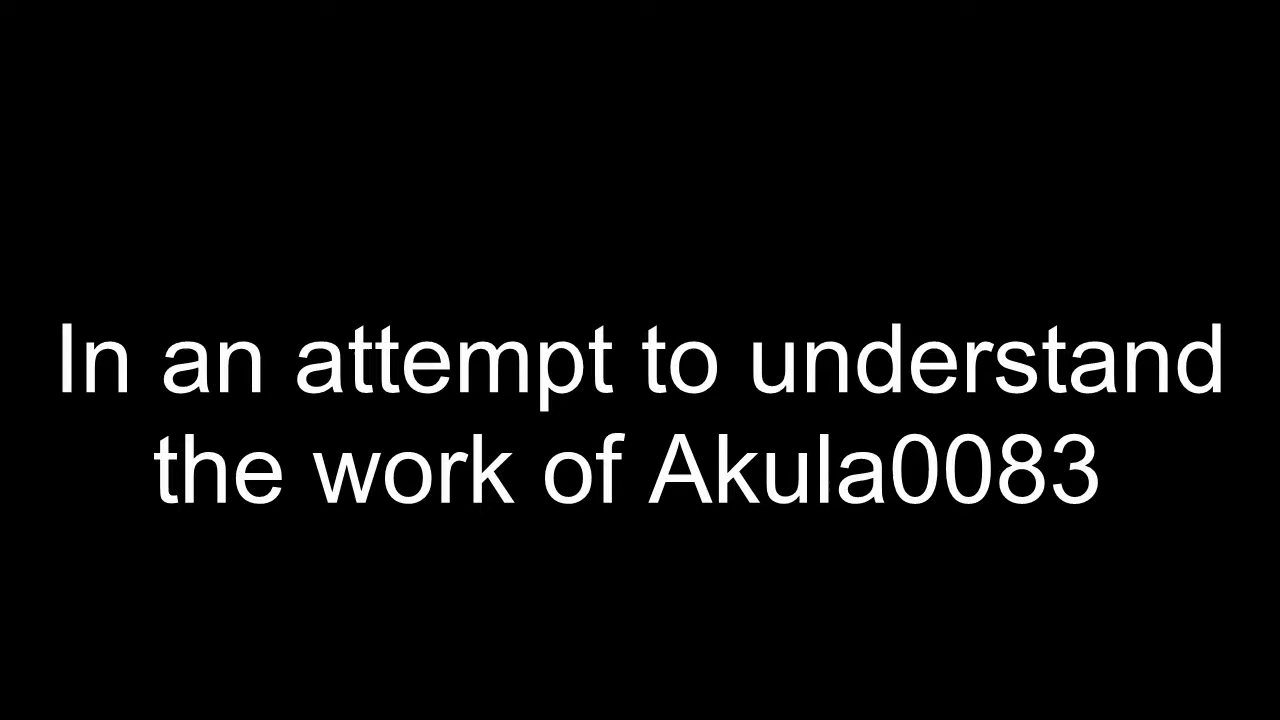 In an attempt to understand
the work of Akula0083